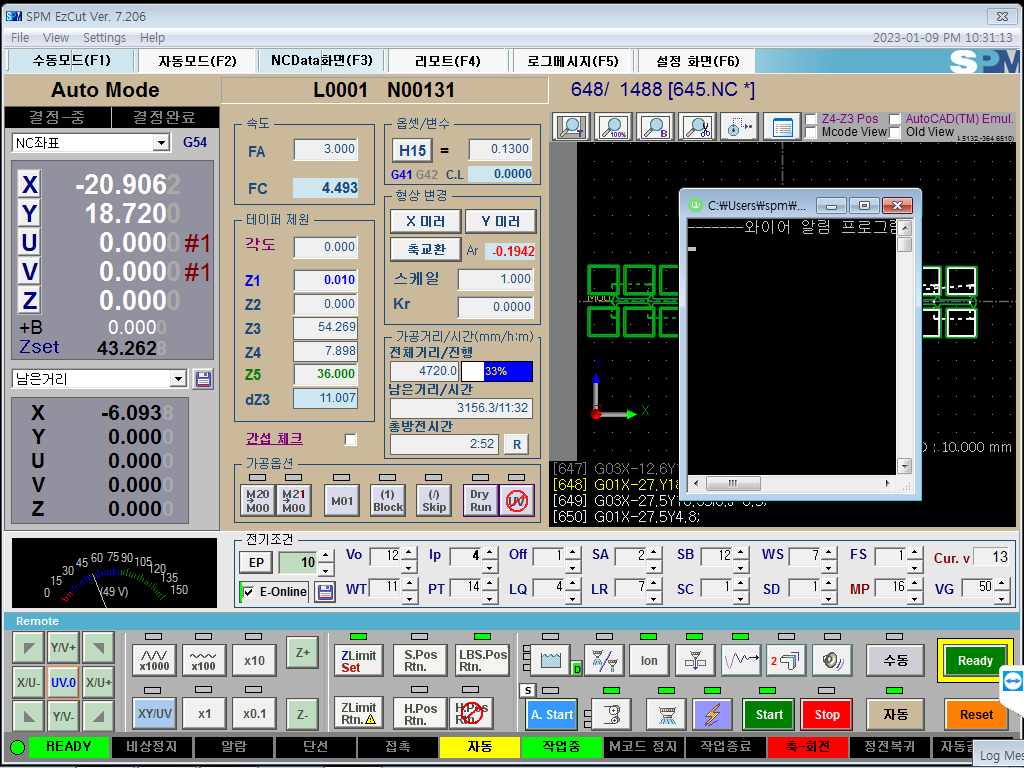 SPM EzCut Ver. 7.206
File View Settings Help
2023-01-09 PM 10:31:13
수동모드(F1) 자동모드(F2) NCData화면(F3) 리모트(F4) 로그메시지(F5) 설정 화면(F6)
SPM
Auto Mode
L0001 N00131
648/ 1488 [645.NC *]
결정-중 결정완료
NC좌표 G54
X -20.9062
Y 18.7200
U 0.0000 #1
V 0.0000 #1
Z 0.0000
+B 0.0000
Zset 43.2628
남은거리
X -6.0938
Y 0.0000
U 0.0000
V 0.0000
Z 0.0000
속도
FA 3.000
FC 4.493
테이퍼 제원
각도 0.000
Z1 0.010
Z2 0.000
Z3 54.269
Z4 7.898
Z5 36.000
dZ3 11.007
간섭 체크
옵셋/변수
H15 = 0.1300
G41 G42 C.L 0.0000
형상 변경
X 미러 Y 미러
축교환 Ar -0.1942
스케일 1.000
Kr 0.0000
가공거리/시간(mm/h:m)
전체거리/진행
4720.0 33%
남은거리/시간
3156.3/11:32
총방전시간
2:52 R
가공옵션
M20 M00 M21 M00 M01 (1) Block (/) Skip Dry Run UV
T 100% B
Z4-Z3 Pos AutoCAD(TM) Emul.
Mcode View Old View
C:\Users\spm\...
-------와이어 알람 프로그램
Y
X
: 10.000 mm
[647] G03X-12,6Y
[648] G01X-27,Y18
[649] G03X-27.5Y
[650] G01X-27,5Y4,8;
0 15 30 45 60 75 90 105 120 135 150
(49 V)
전기조건
EP 10 Vo 12 Ip 4 Off 1 SA 2 SB 12 WS 7 FS 1 Cur. v 13
E-Online WT 11 PT 14 LQ 4 LR 7 SC 1 SD 1 MP 16 VG 50
Remote
Y/V+
X/U- UV.0 X/U+
Y/V-
x1000 x100 x10 Z+
XY/UV x1 x0.1 Z-
ZLimit Set S.Pos Rtn. LBS.Pos Rtn.
ZLimit Rtn. H.Pos Rtn. H.Pos Rtn.
D Ion 2 수동 Ready
S A. Start Start Stop 자동 Reset
READY 비상정지 알람 단선 접촉 자동 작업중 M코드 정지 작업종료 축-회전 정전복귀
Log Mes